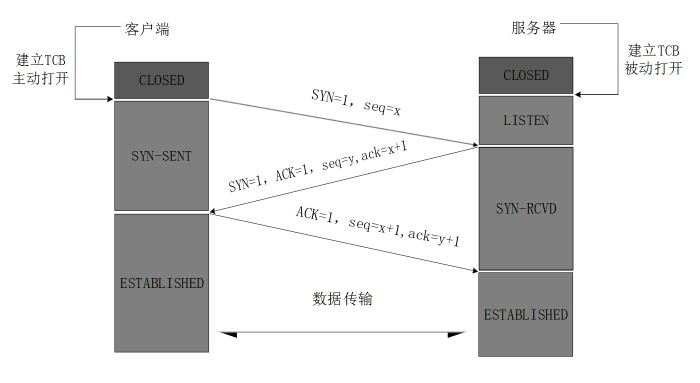 客户端
服务器
建立TCB
主动打开
建立TCB
被动打开
CLOSED
CLOSED
SYN=1, seq=x
LISTEN
SYN-SENT
SYN=1, ACK=1, seq=y,ack=x+1
SYN-RCVD
ACK=1, seq=x+1,ack=y+1
ESTABLISHED
数据传输
ESTABLISHED